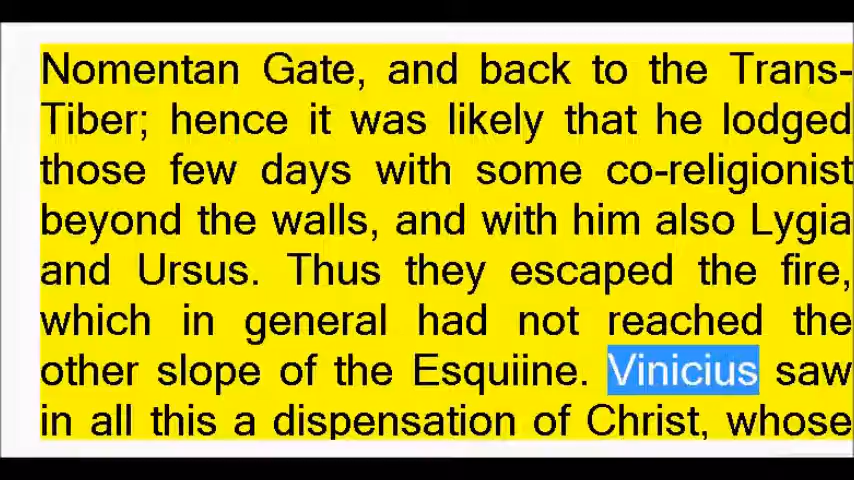 Nomentan Gate, and back to the Trans-
Tiber; hence it was likely that he lodged
those few days with some co-religionist
beyond the walls, and with him also Lygia
and Ursus. Thus they escaped the fire,
which in general had not reached the
other slope of the Esquiine. Vinicius saw
in all this a dispensation of Christ, whose